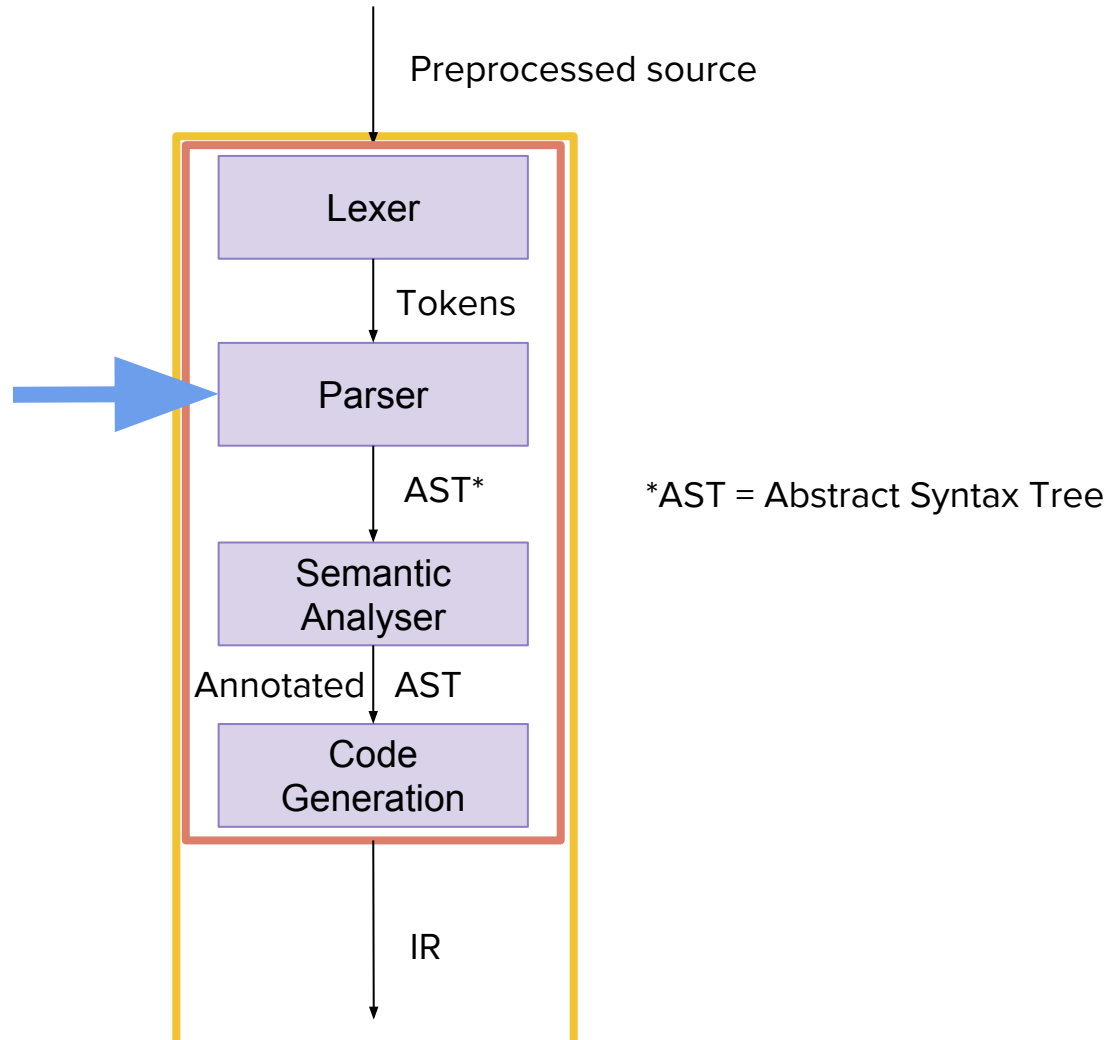 Preprocessed source
Lexer
Tokens
Parser
AST*
*AST = Abstract Syntax Tree
Semantic
Analyser
Annotated AST
Code
Generation
IR